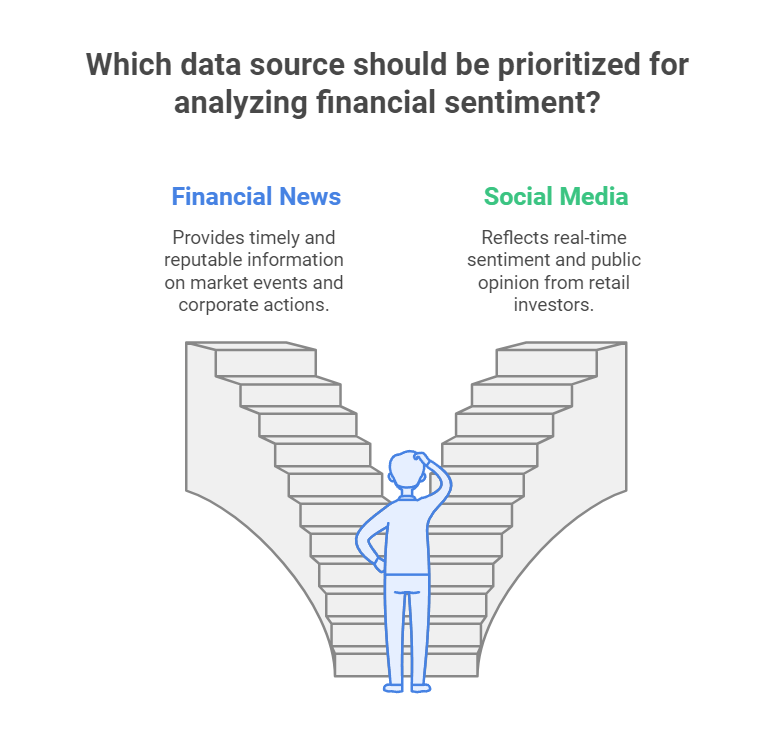 Which data source should be prioritized for
analyzing financial sentiment?
Financial News
Provides timely and
reputable information
on market events and
corporate actions.
Social Media
Reflects real-time
sentiment and public
opinion from retail
investors.